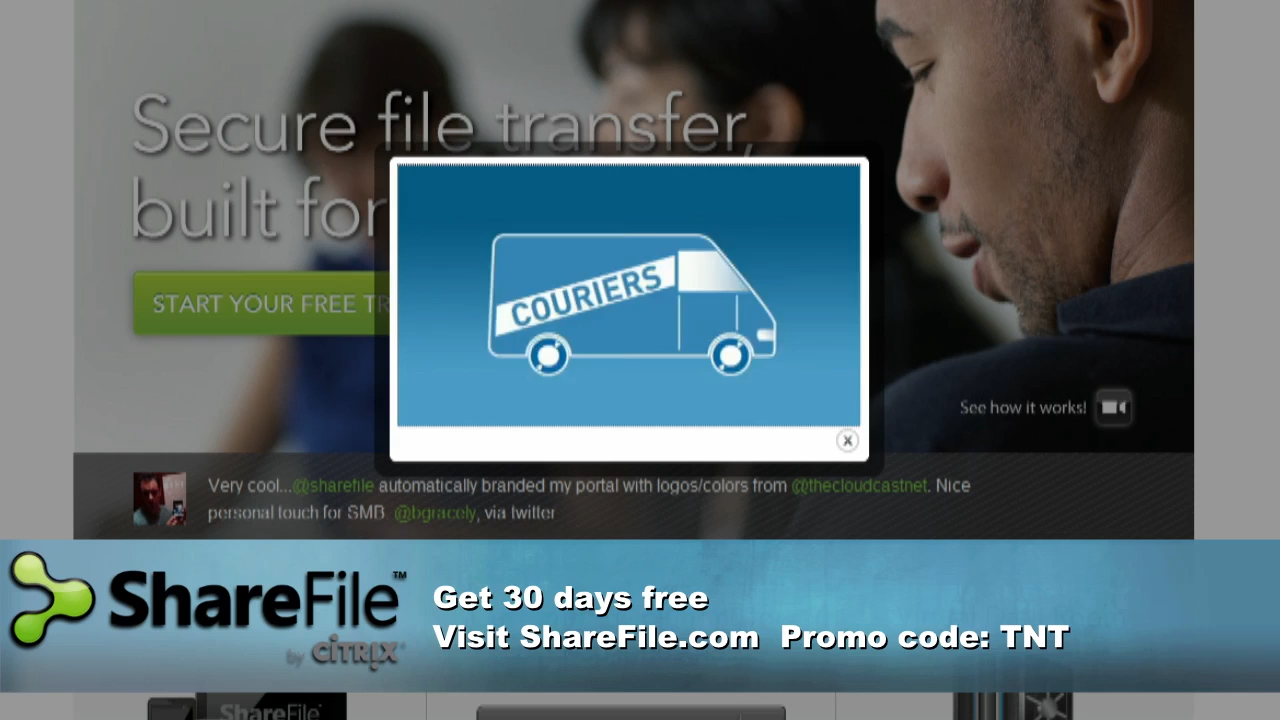 Secure file transfer,
built for
START YOUR FREE TR
COURIERS
See how it works!
x
Very cool...@sharefile automatically branded my portal with logos/colors from @thecloudcastnet. Nice
personal touch for SMB. @bgracely, via twitter
ShareFile™
by CITRIX®
Get 30 days free
Visit ShareFile.com Promo code: TNT
ShareFile